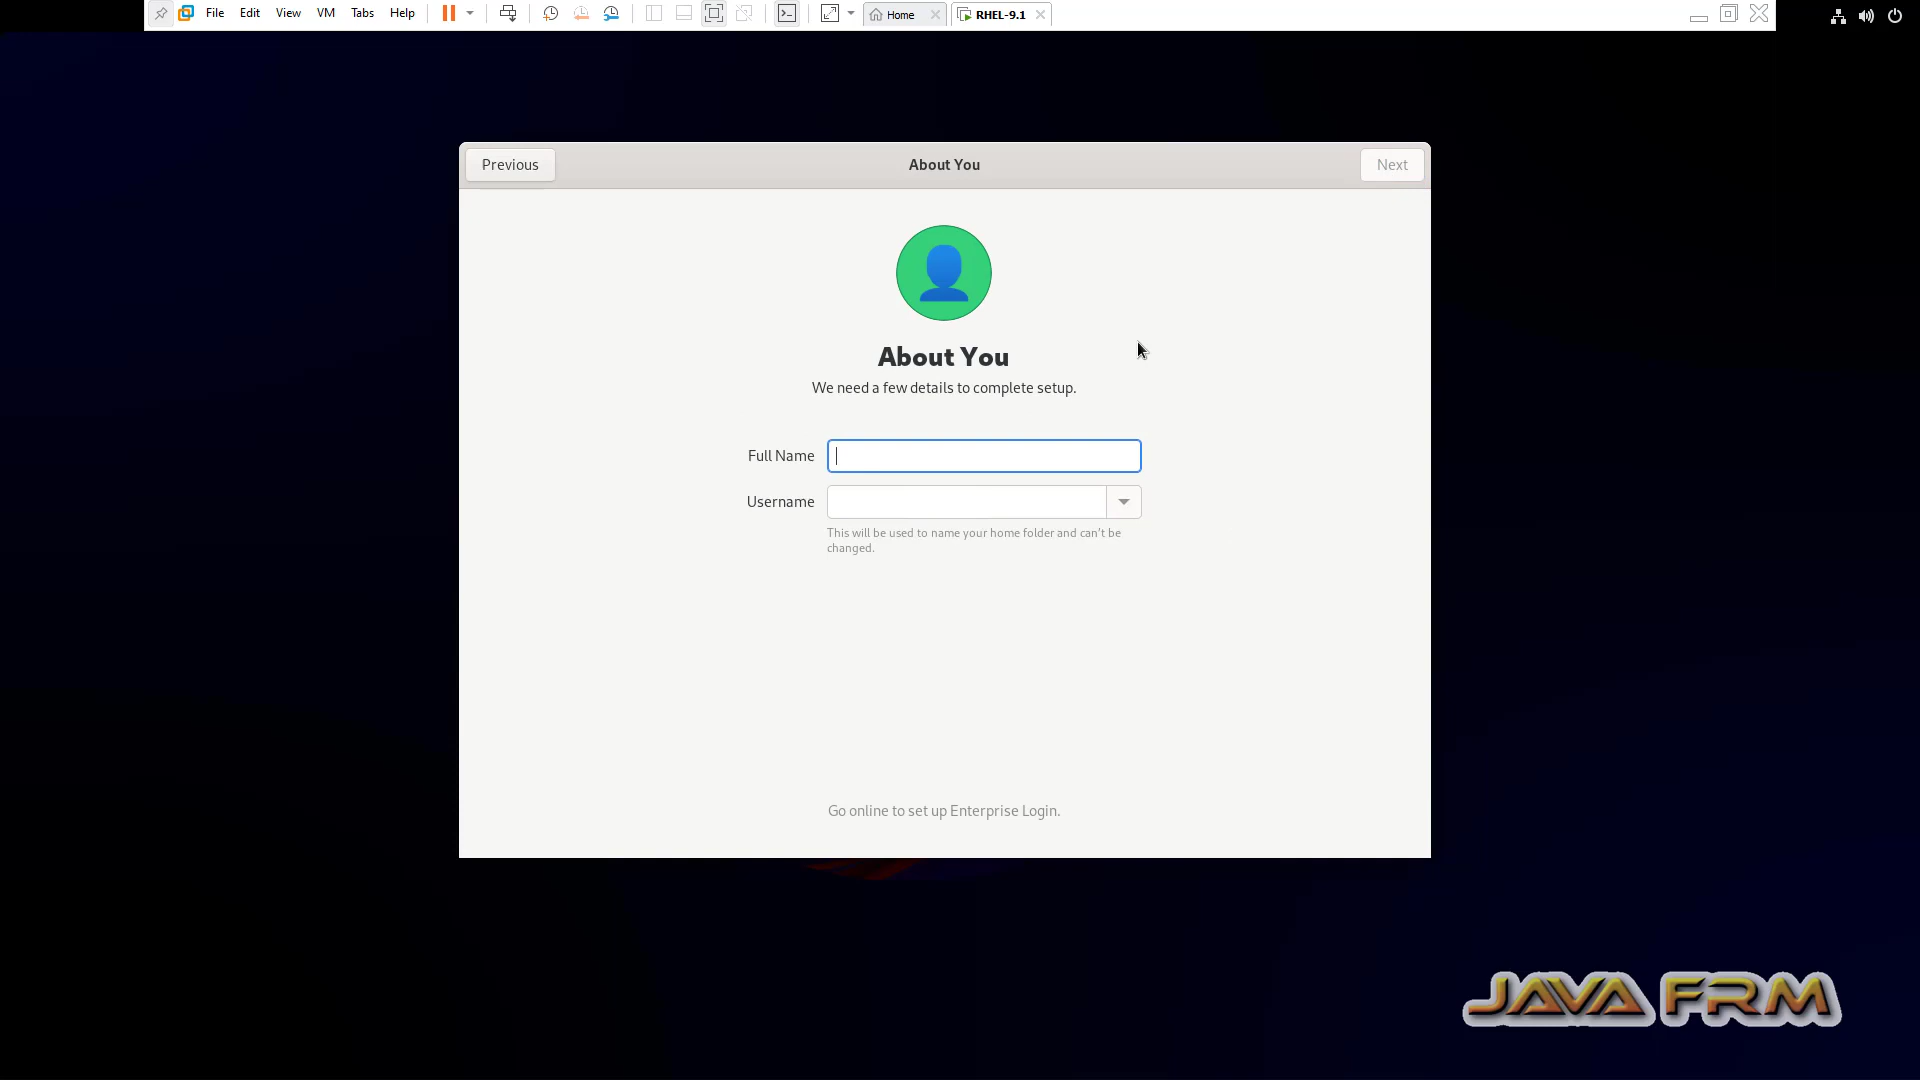 File Edit View VM Tabs Help Home RHEL-9.1
Previous About You Next
About You
We need a few details to complete setup.
Full Name
Username
This will be used to name your home folder and can't be
changed.
Go online to set up Enterprise Login.
JAVA FRM